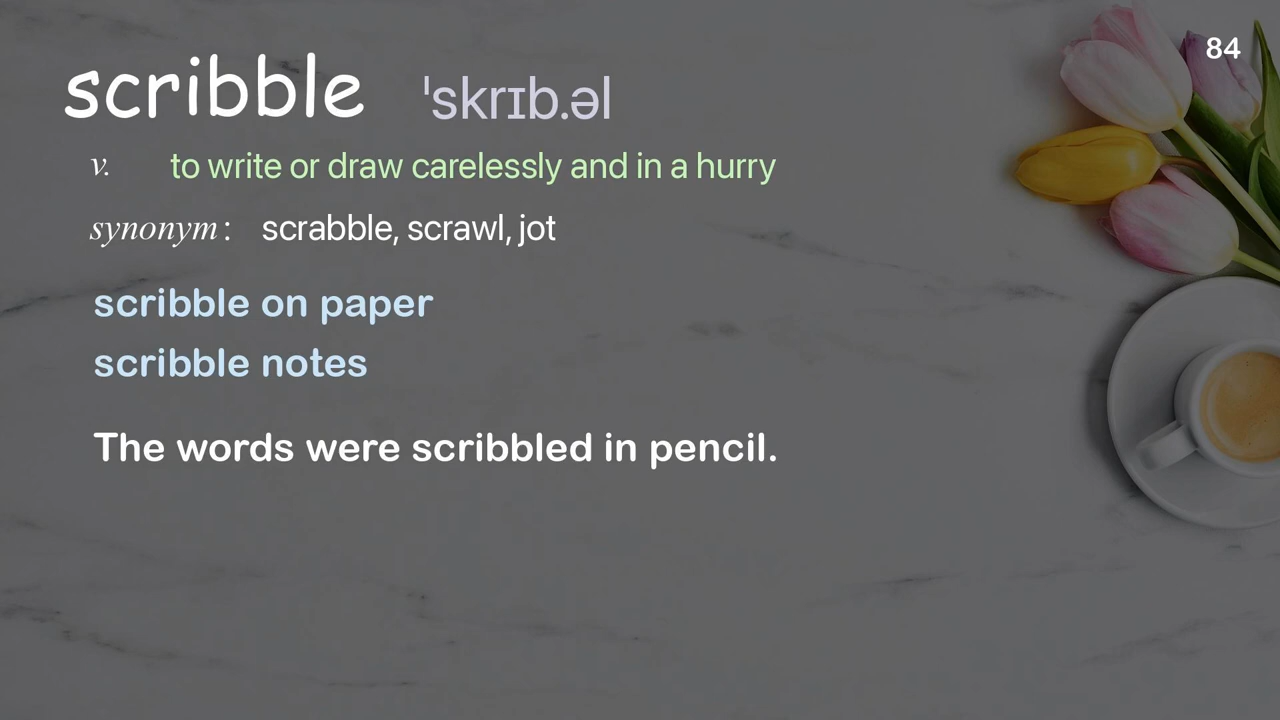 84
scribble ˈskrɪb.əl
v. to write or draw carelessly and in a hurry
synonym : scrabble, scrawl, jot
scribble on paper
scribble notes
The words were scribbled in pencil.